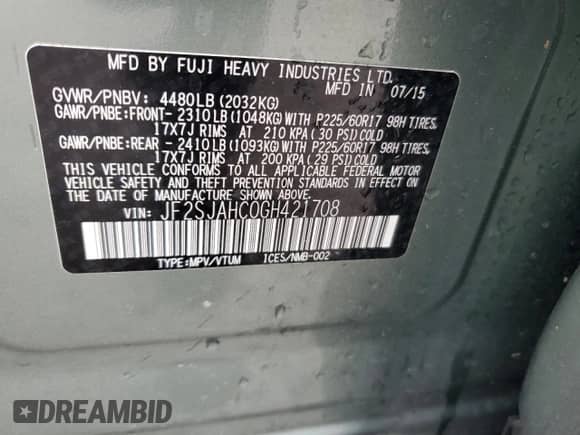 MFD BY FUJI HEAVY INDUSTRIES LTD.
MFD IN 07/15
GVWR/PNBV: 4480LB(2032KG)
GAWR/PNBE:FRONT- 2310LB(1048KG)WITH P225/60R17 98H TIRES,
17X7J RIMS AT 210 KPA(30 PSI)COLD
GAWR/PNBE:REAR - 2410LB(1093KG)WITH P225/60R17 98H TIRES,
17X7J RIMS AT 200 KPA(29 PSI)COLD
THIS VEHICLE CONFORMS TO ALL APPLICABLE FEDERAL MOTOR
VEHICLE SAFETY AND THEFT PREVENTION STANDARDS IN EFFECT ON
THE DATE OF MANUFACTURE SHOWN ABOVE.
VIN: JF2SJAHC0GH421708
TYPE:MPV/VTUM ICES/NMB-002
DREAMBID